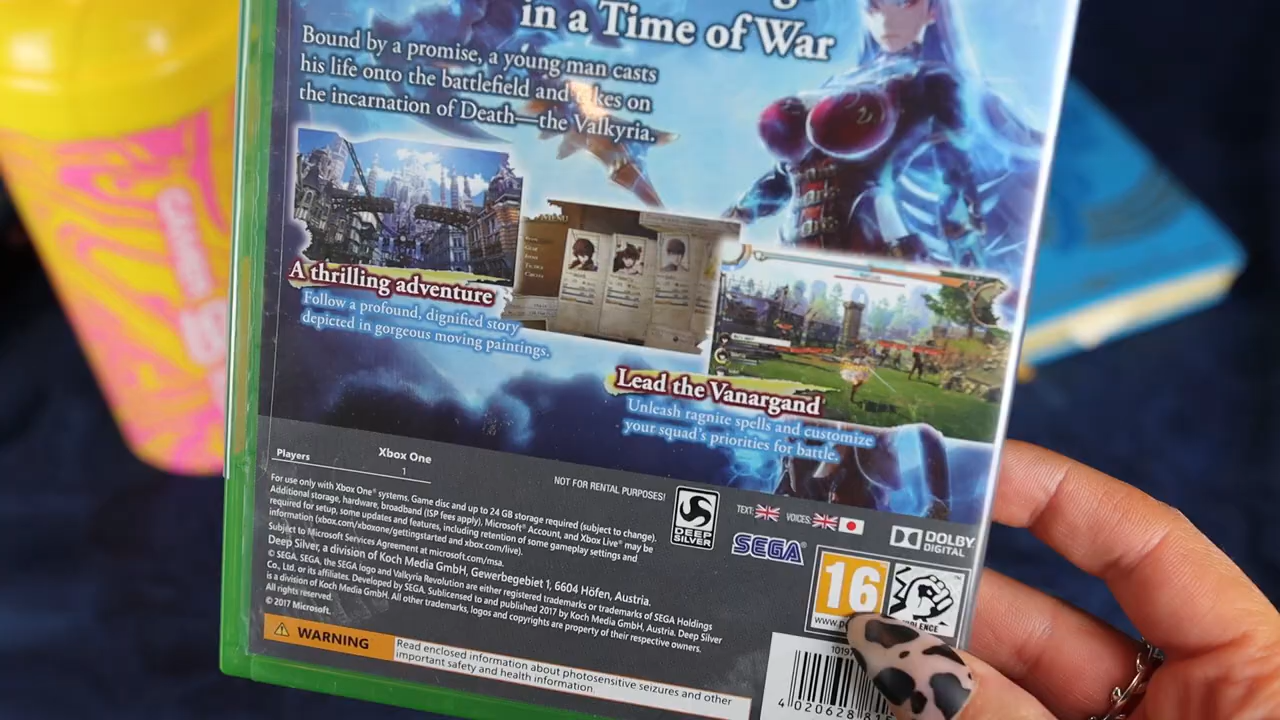 in a Time of War
Bound by a promise, a young man casts
his life onto the battlefield and takes on
the incarnation of Death—the Valkyria.
A thrilling adventure
Follow a profound, dignified story
depicted in gorgeous moving paintings.
Lead the Vanargand
Unleash ragnite spells and customize
your squad's priorities for battle.
Xbox One
Players 1
NOT FOR RENTAL PURPOSES!
For use only with Xbox One® systems. Game disc and up to 24 GB storage required (subject to change).
Additional storage, hardware, broadband (ISP fees apply), Microsoft® Account, and Xbox Live® may be
required for setup, some updates and features, including retention of some gameplay settings and
information (xbox.com/xboxone/gettingstarted and xbox.com/live).
Subject to Microsoft Services Agreement at microsoft.com/msa.
Deep Silver, a division of Koch Media GmbH, Gewerbegebiet 1, 6604 Höfen, Austria.
© SEGA. SEGA, the SEGA logo and Valkyria Revolution are either registered trademarks or trademarks of SEGA Holdings
Co., Ltd. or its affiliates. Developed by SEGA. Sublicensed to and published 2017 by Koch Media GmbH, Austria. Deep Silver
is a division of Koch Media GmbH. All other trademarks, logos and copyrights are property of their respective owners.
All rights reserved.
© 2017 Microsoft.
DEEP
SILVER
TEXT:
VOICES:
SEGA
DOLBY
DIGITAL
16
www.p
LENCE
WARNING
Read enclosed information about photosensitive seizures and other
important safety and health information.
1019
4 020628 81